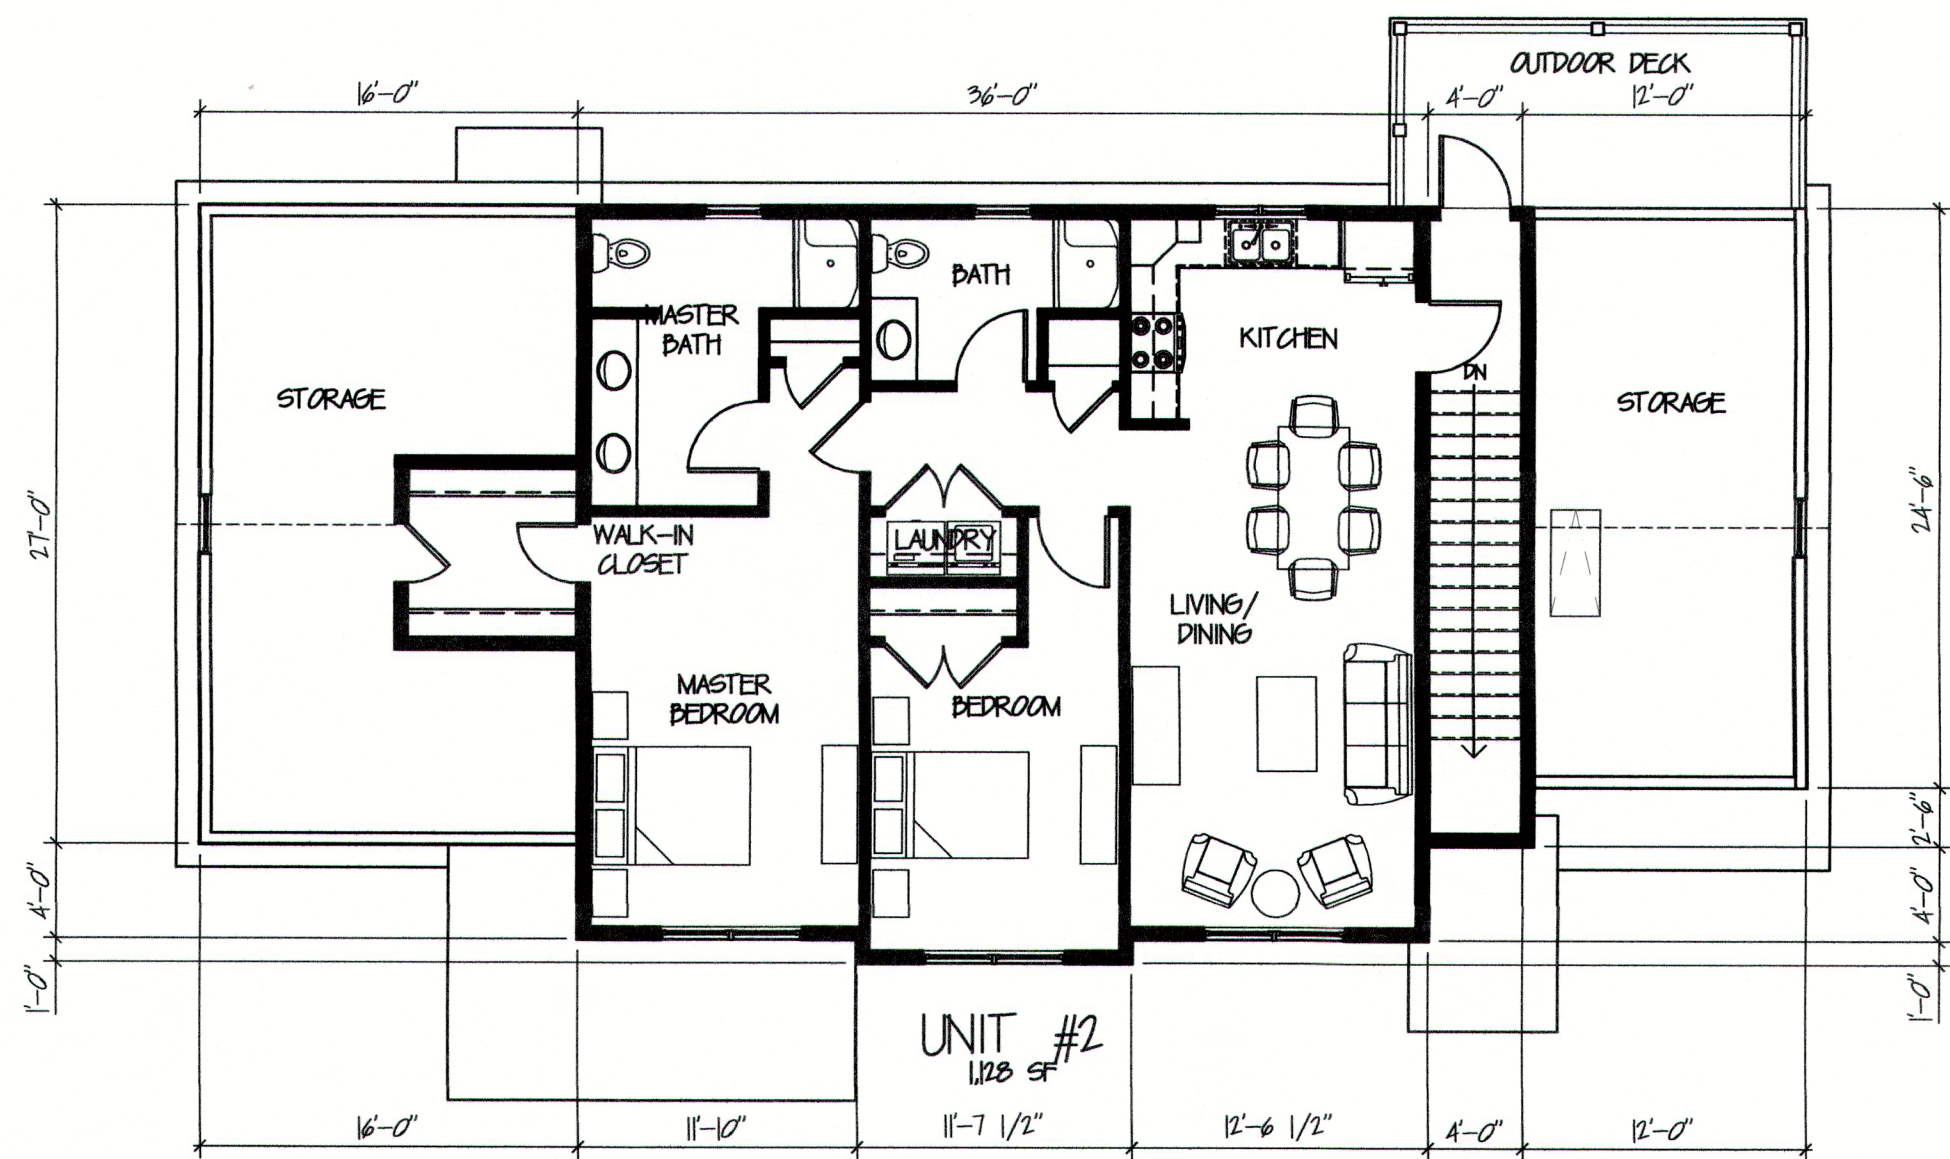 OUTDOOR DECK
16'-0"
36'-0"
4'-0"
12'-0"
BATH
MASTER
BATH
KITCHEN
DN
STORAGE
STORAGE
27'-0"
24'-6"
WALK-IN
CLOSET
LAUNDRY
LIVING/
DINING
MASTER
BEDROOM
BEDROOM
2'-6"
4'-0"
4'-0"
1'-0"
1'-0"
UNIT #2
1,128 SF
16'-0"
11'-10"
11'-7 1/2"
12'-6 1/2"
4'-0"
12'-0"